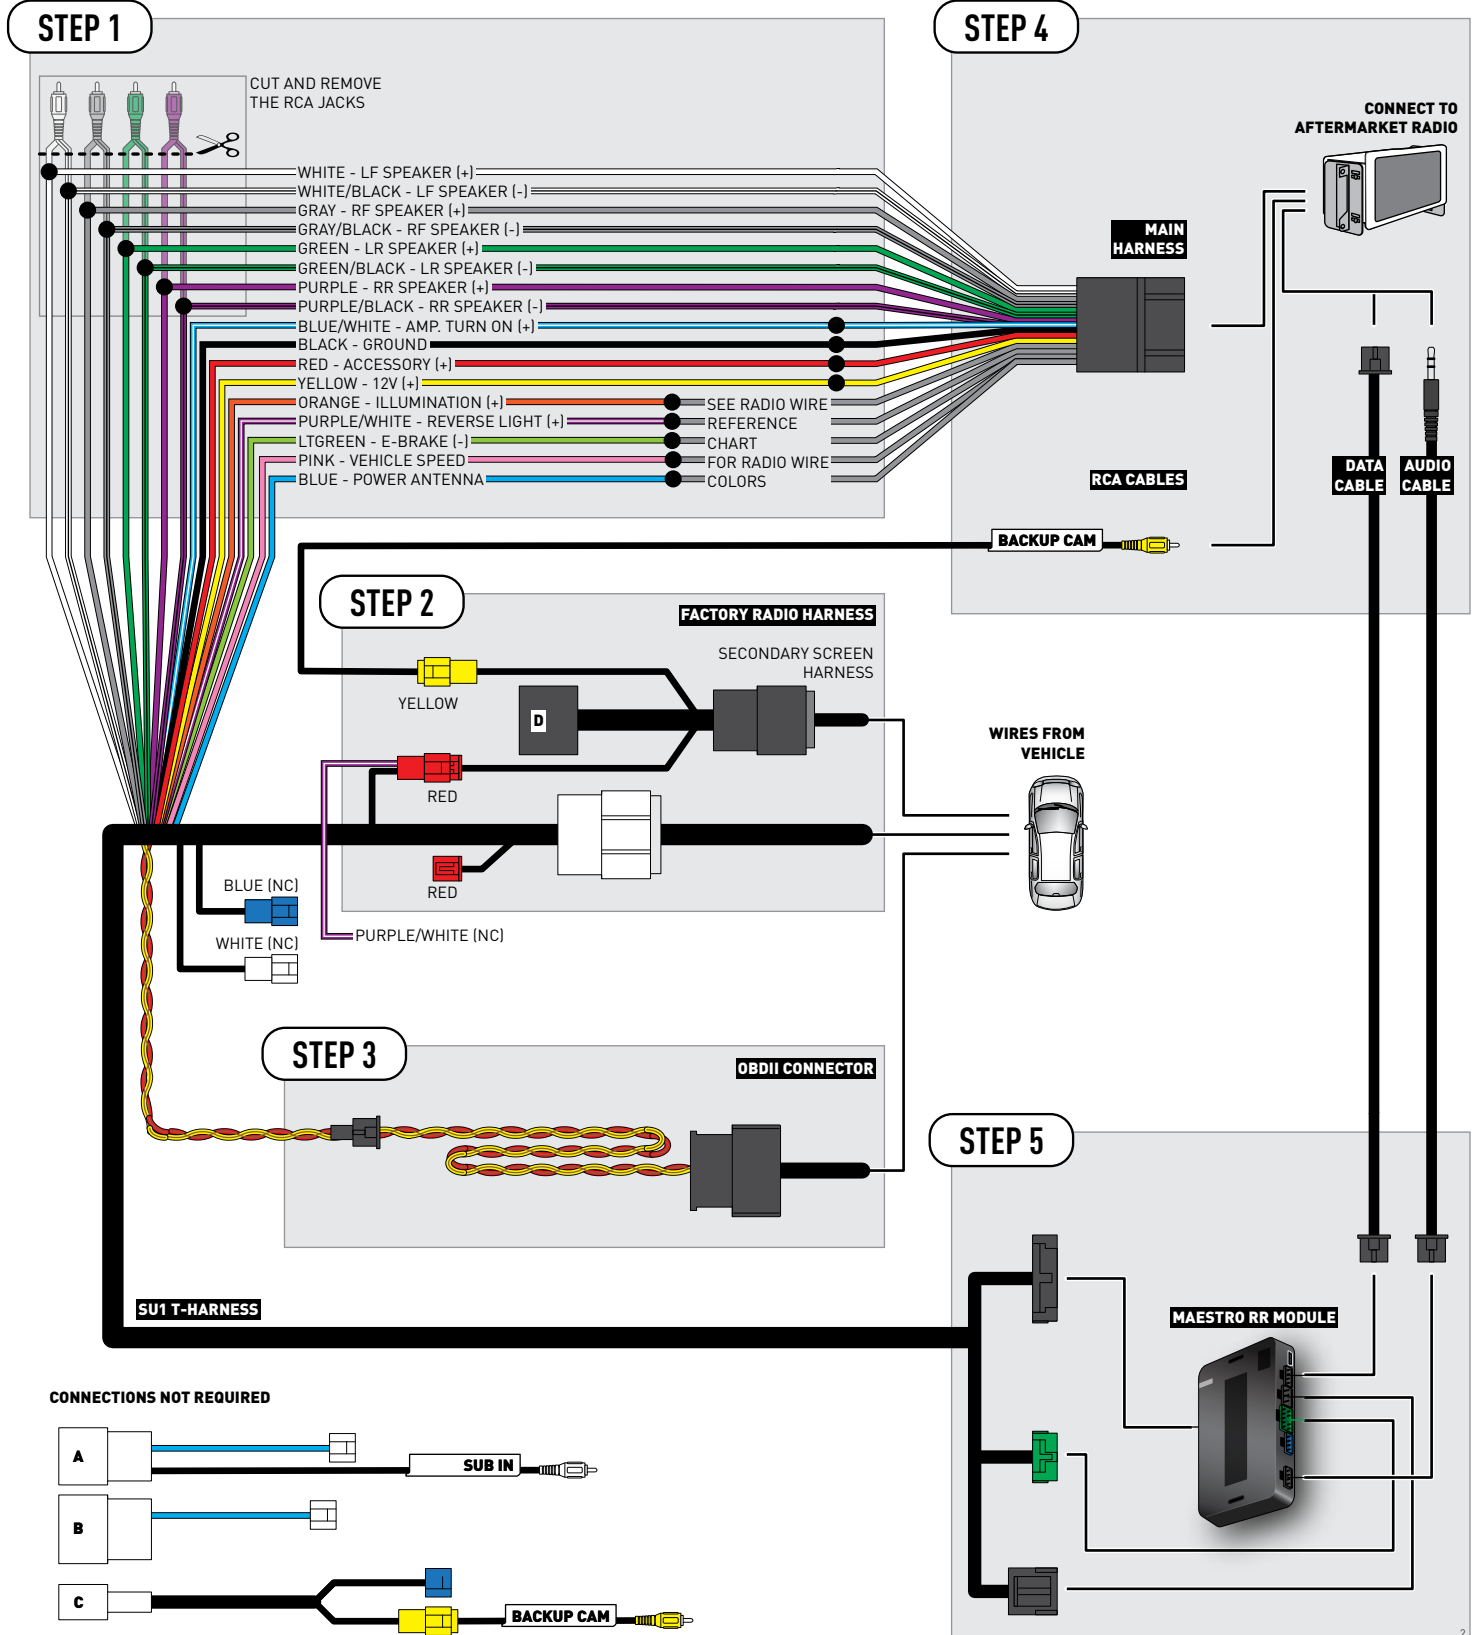 STEP 1
CUT AND REMOVE
THE RCA JACKS
WHITE - LF SPEAKER (+)
WHITE/BLACK - LF SPEAKER (-)
GRAY - RF SPEAKER (+)
GRAY/BLACK - RF SPEAKER (-)
GREEN - LR SPEAKER (+)
GREEN/BLACK - LR SPEAKER (-)
PURPLE - RR SPEAKER (+)
PURPLE/BLACK - RR SPEAKER (-)
BLUE/WHITE - AMP. TURN ON (+)
BLACK - GROUND
RED - ACCESSORY (+)
YELLOW - 12V (+)
ORANGE - ILLUMINATION (+)
PURPLE/WHITE - REVERSE LIGHT (+)
LTGREEN - E-BRAKE (-)
PINK - VEHICLE SPEED
BLUE - POWER ANTENNA
SEE RADIO WIRE
REFERENCE
CHART
FOR RADIO WIRE
COLORS
STEP 4
CONNECT TO
AFTERMARKET RADIO
MAIN
HARNESS
RCA CABLES
DATA
CABLE
AUDIO
CABLE
BACKUP CAM
STEP 2
FACTORY RADIO HARNESS
SECONDARY SCREEN
HARNESS
YELLOW
D
RED
RED
WIRES FROM
VEHICLE
BLUE (NC)
WHITE (NC)
PURPLE/WHITE (NC)
STEP 3
OBDII CONNECTOR
STEP 5
SU1 T-HARNESS
MAESTRO RR MODULE
CONNECTIONS NOT REQUIRED
A
SUB IN
B
C
BACKUP CAM
2